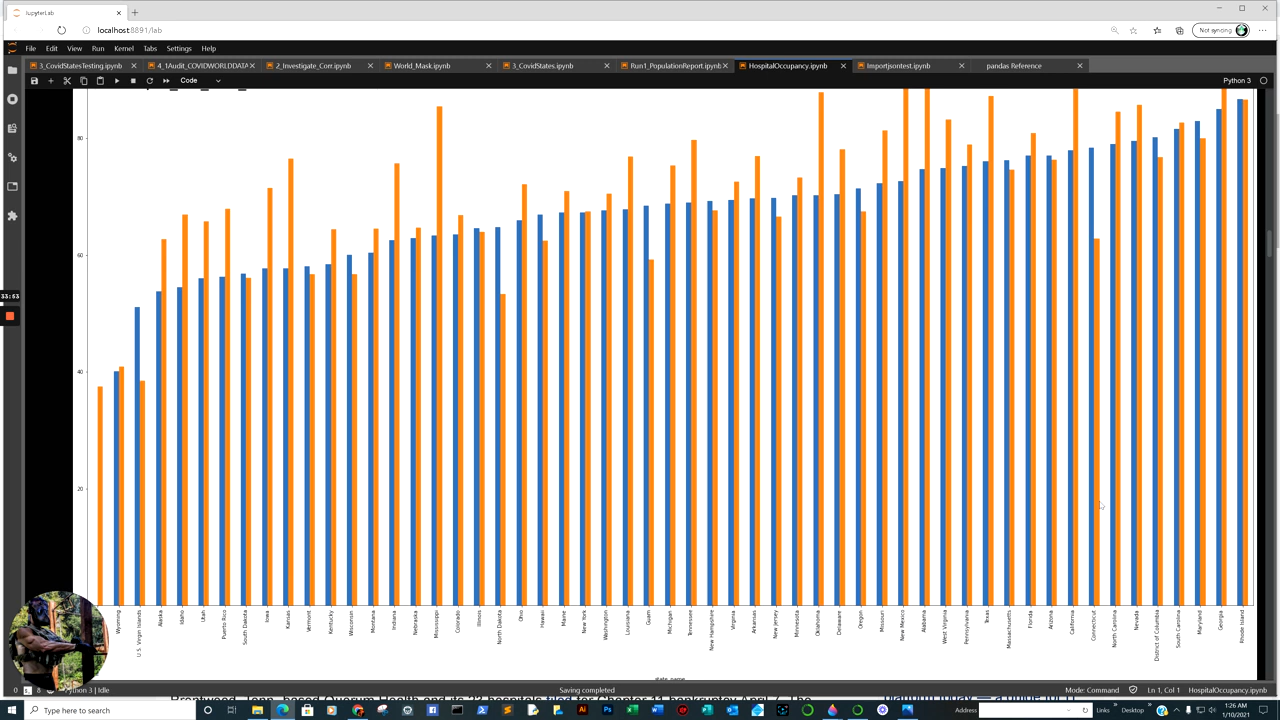 JupyterLab
localhost:8891/lab
Not syncing
File Edit View Run Kernel Tabs Settings Help
3_CovidStatesTesting.ipynb
4_1Audit_COVIDWORLDDATA
2_Investigate_Corr.ipynb
World_Mask.ipynb
3_CovidStates.ipynb
Run1_PopulationReport.ipynb
HospitalOccupancy.ipynb
Importjsontest.ipynb
pandas Reference
Code
Python 3
80
60
40
20
33:53
Wyoming
U.S. Virgin Islands
Alaska
Idaho
Utah
Puerto Rico
South Dakota
Iowa
Kansas
Vermont
Kentucky
Wisconsin
Montana
Indiana
Nebraska
Mississippi
Colorado
Illinois
North Dakota
Ohio
Hawaii
Maine
New York
Washington
Louisiana
Guam
Michigan
Tennessee
New Hampshire
Virginia
Arkansas
New Jersey
Minnesota
Oklahoma
Delaware
Oregon
Missouri
New Mexico
Alabama
West Virginia
Pennsylvania
Texas
Massachusetts
Florida
Arizona
California
Connecticut
North Carolina
Nevada
District of Columbia
South Carolina
Maryland
Georgia
Rhode Island
state_name
0 8 Python 3 | Idle
Saving completed
Mode: Command
Ln 1, Col 1
HospitalOccupancy.ipynb
Type here to search
Address
Links
Desktop
1:26 AM
1/10/2021